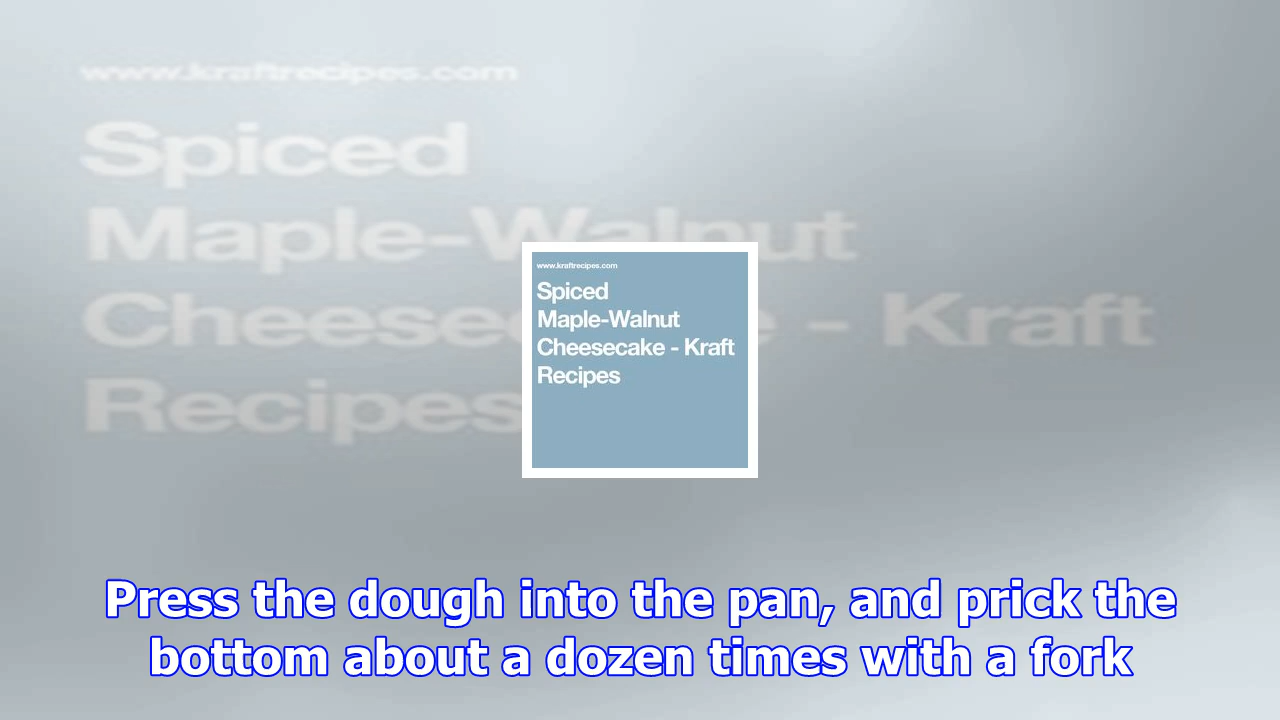 www.kraftrecipes.com
Spiced
Maple-Walnut
Cheesecake - Kraft
Recipes
www.kraftrecipes.com
Spiced
Maple-Walnut
Cheesecake - Kraft
Recipes
Press the dough into the pan, and prick the
bottom about a dozen times with a fork